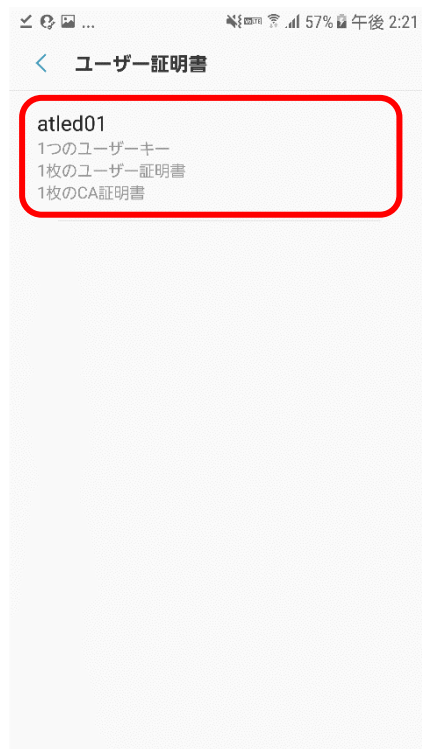 ... 57% 午後 2:21
ユーザー証明書
atled01
1つのユーザーキー
1枚のユーザー証明書
1枚のCA証明書